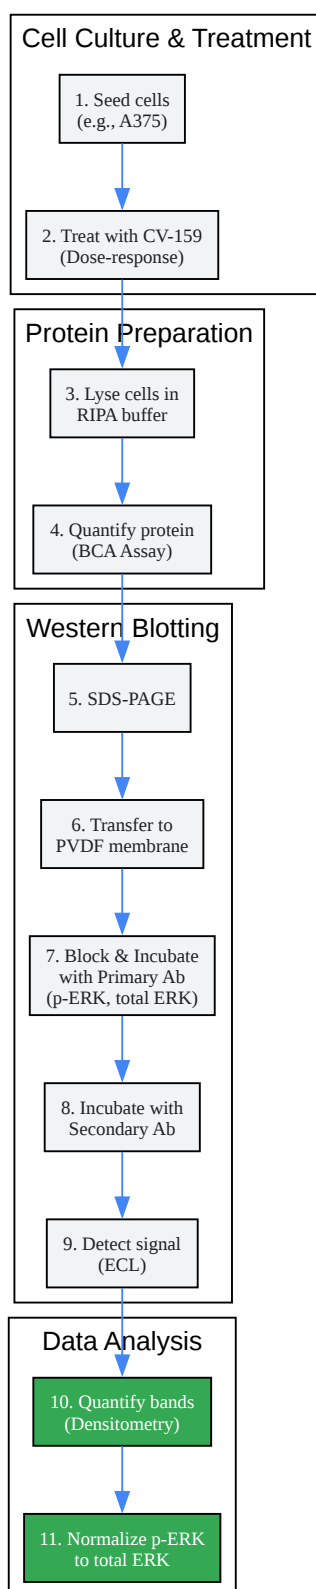 Cell Culture & Treatment
1. Seed cells
(e.g., A375)
2. Treat with CV-159
(Dose-response)
Protein Preparation
3. Lyse cells in
RIPA buffer
4. Quantify protein
(BCA Assay)
Western Blotting
5. SDS-PAGE
6. Transfer to
PVDF membrane
7. Block & Incubate
with Primary Ab
(p-ERK, total ERK)
8. Incubate with
Secondary Ab
9. Detect signal
(ECL)
Data Analysis
10. Quantify bands
(Densitometry)
11. Normalize p-ERK
to total ERK